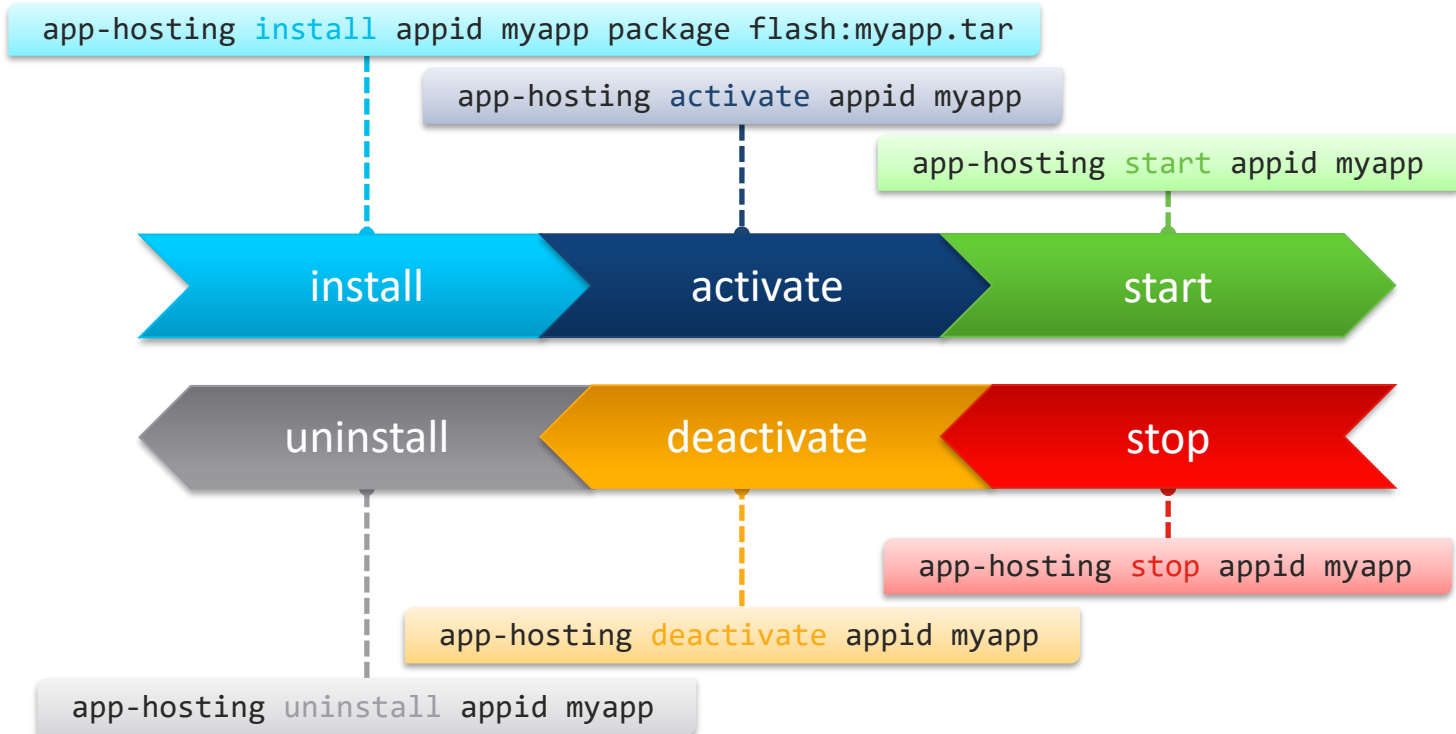 app-hosting install appid myapp package flash:myapp.tar
app-hosting activate appid myapp
app-hosting start appid myapp
install
activate
start
uninstall
deactivate
stop
app-hosting stop appid myapp
app-hosting deactivate appid myapp
app-hosting uninstall appid myapp